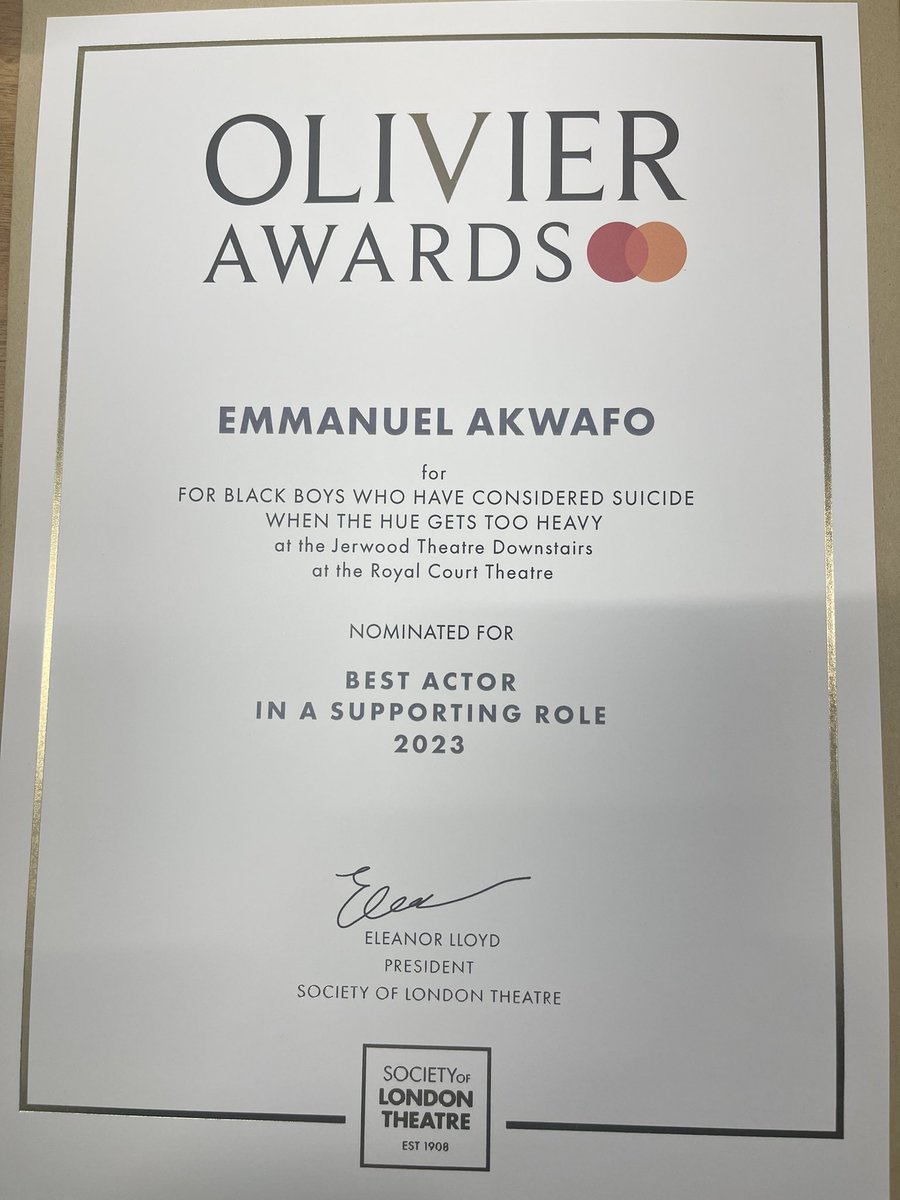 OLIVIER
AWARDS
EMMANUEL AKWAFO
for
FOR BLACK BOYS WHO HAVE CONSIDERED SUICIDE
WHEN THE HUE GETS TOO HEAVY
at the Jerwood Theatre Downstairs
at the Royal Court Theatre
NOMINATED FOR
BEST ACTOR
IN A SUPPORTING ROLE
2023
ELEANOR LLOYD
PRESIDENT
SOCIETY OF LONDON THEATRE
SOCIETY OF
LONDON
THEATRE
EST 1908